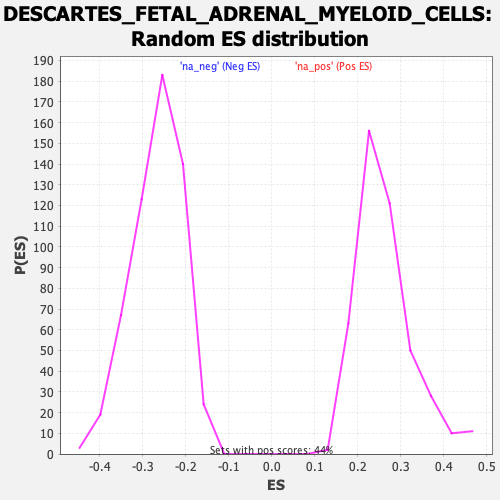 DESCARTES_FETAL_ADRENAL_MYELOID_CELLS:
Random ES distribution
'na_neg' (Neg ES)
'na_pos' (Pos ES)
190
180
170
160
150
140
130
120
110
100
90
80
70
60
50
40
30
20
10
0
P(ES)
Sets with pos scores: 44%
-0.4 -0.3 -0.2 -0.1 0.0 0.1 0.2 0.3 0.4 0.5
ES